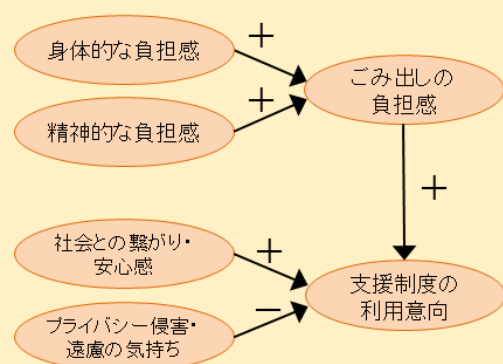 身体的な負担感
+
ごみ出しの
負担感
+
精神的な負担感
+
社会との繋がり・
安心感
+
支援制度の
利用意向
−
プライバシー侵害・
遠慮の気持ち